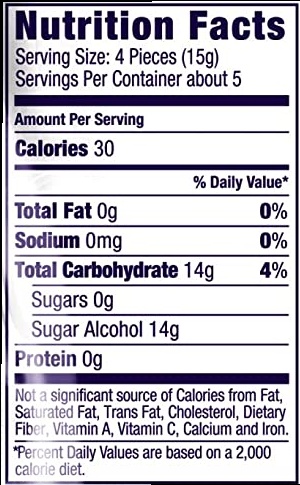 Nutrition Facts
Serving Size: 4 Pieces (15g)
Servings Per Container about 5
Amount Per Serving
Calories 30
% Daily Value*
Total Fat 0g 0%
Sodium 0mg 0%
Total Carbohydrate 14g 4%
Sugars 0g
Sugar Alcohol 14g
Protein 0g
Not a significant source of Calories from Fat,
Saturated Fat, Trans Fat, Cholesterol, Dietary
Fiber, Vitamin A, Vitamin C, Calcium and Iron.
*Percent Daily Values are based on a 2,000
calorie diet.